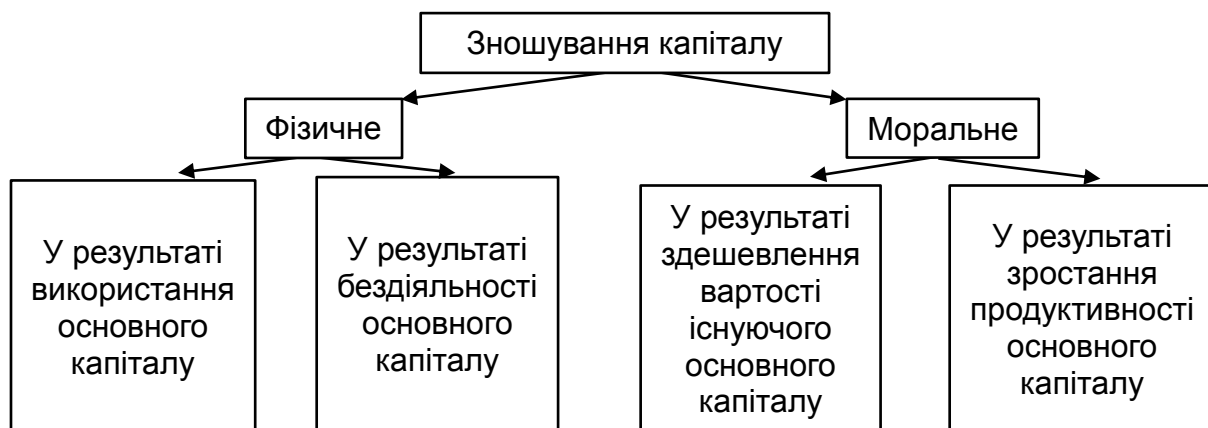 Зношування капіталу
Фізичне
Моральне
У результаті
використання
основного
капіталу
У результаті
бездіяльності
основного
капіталу
У результаті
здешевлення
вартості
існуючого
основного
капіталу
У результаті
зростання
продуктивності
основного
капіталу